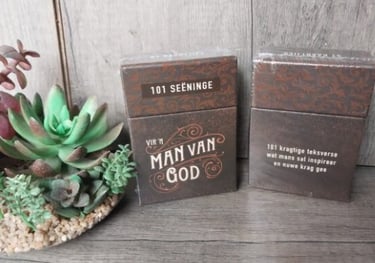 101 SEËNINGE
VIR 'N
MAN VAN
GOD
101 kragtige teksverse
wat mans sal inspireer
en nuwe krag gee